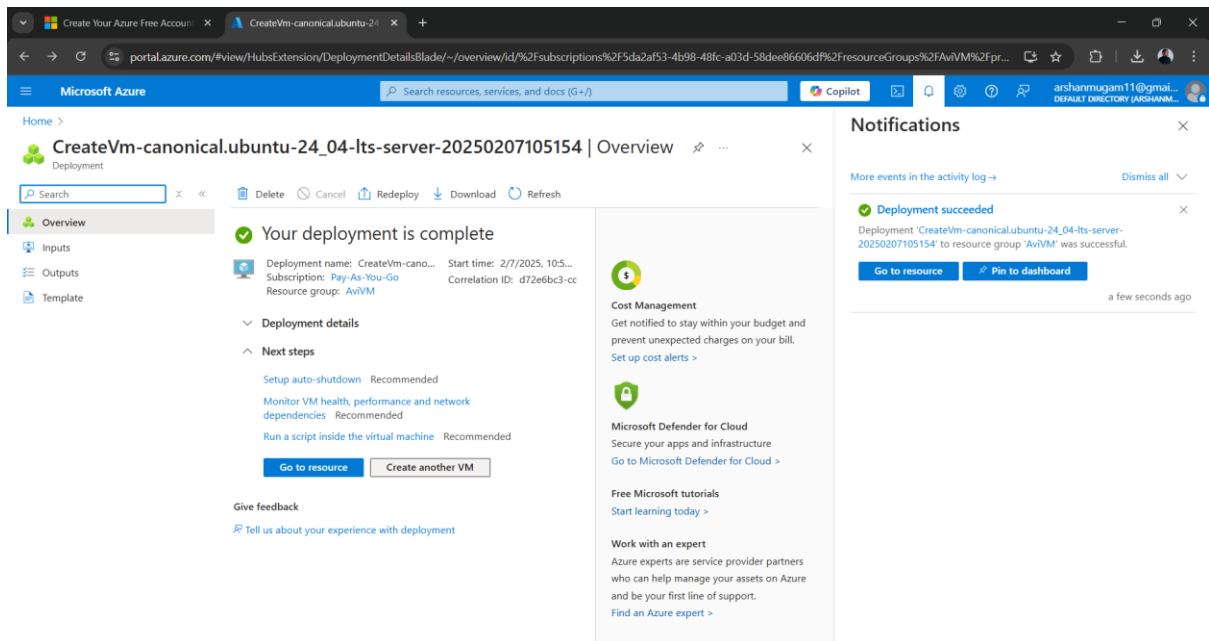 Create Your Azure Free Accoun
CreateVm-canonical.ubuntu-24
portal.azure.com/#view/HubsExtension/DeploymentDetailsBlade/~/overview/id/%2Fsubscriptions%2F5da2af53-4b98-48fc-a03d-58dee86606df%2FresourceGroups%2FAviVM%2Fpr...
Microsoft Azure
Search resources, services, and docs (G+/)
Copilot
arshanmugam11@gmai...
DEFAULT DIRECTORY (ARSHANM...
Home >
CreateVm-canonical.ubuntu-24_04-lts-server-20250207105154 | Overview
Deployment
Search
Delete
Cancel
Redeploy
Download
Refresh
Overview
Inputs
Outputs
Template
Your deployment is complete
Deployment name: CreateVm-cano...
Subscription: Pay-As-You-Go
Resource group: AviVM
Start time: 2/7/2025, 10:5...
Correlation ID: d72e6bc3-cc
Deployment details
Next steps
Setup auto-shutdown Recommended
Monitor VM health, performance and network
dependencies Recommended
Run a script inside the virtual machine Recommended
Go to resource
Create another VM
Give feedback
Tell us about your experience with deployment
Cost Management
Get notified to stay within your budget and
prevent unexpected charges on your bill.
Set up cost alerts >
Microsoft Defender for Cloud
Secure your apps and infrastructure
Go to Microsoft Defender for Cloud >
Free Microsoft tutorials
Start learning today >
Work with an expert
Azure experts are service provider partners
who can help manage your assets on Azure
and be your first line of support.
Find an Azure expert >
Notifications
More events in the activity log →
Dismiss all
Deployment succeeded
Deployment 'CreateVm-canonical.ubuntu-24_04-lts-server-
20250207105154' to resource group 'AviVM' was successful.
Go to resource
Pin to dashboard
a few seconds ago